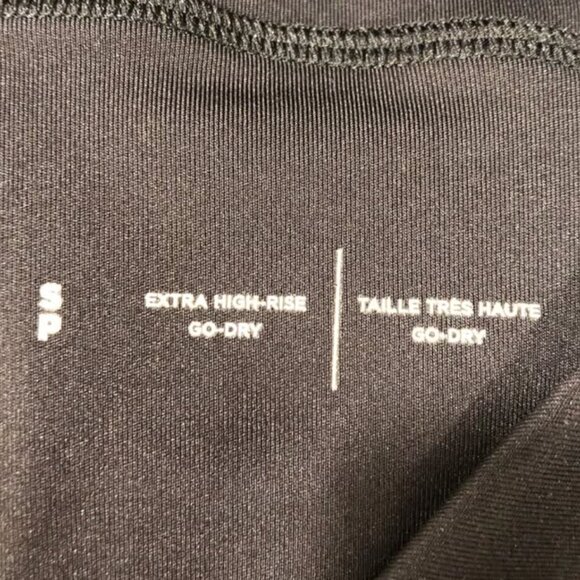 S
P
EXTRA HIGH-RISE
GO-DRY
TAILLE TRÈS HAUTE
GO-DRY